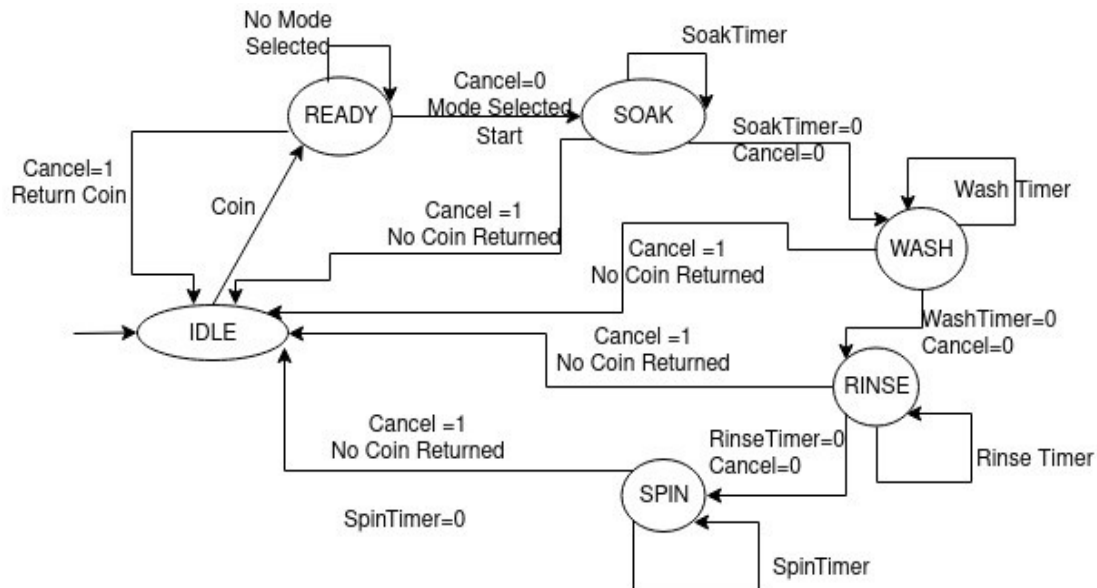 No Mode
Selected
SoakTimer
Cancel=0
Mode Selected
Start
READY
SOAK
SoakTimer=0
Cancel=0
Cancel=1
Return Coin
Coin
Wash Timer
Cancel =1
No Coin Returned
WASH
Cancel =1
No Coin Returned
IDLE
WashTimer=0
Cancel=0
Cancel =1
No Coin Returned
RINSE
Cancel =1
No Coin Returned
RinseTimer=0
Cancel=0
Rinse Timer
SPIN
SpinTimer=0
SpinTimer